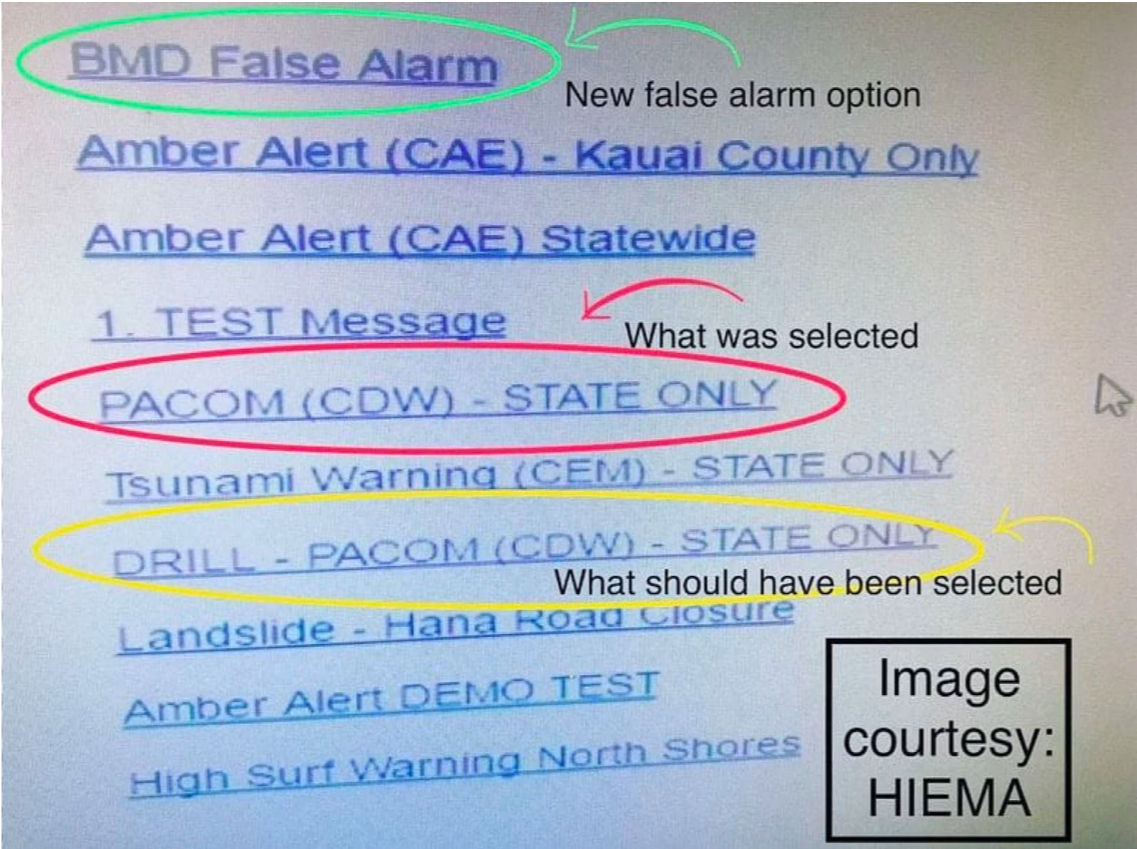 BMD False Alarm
New false alarm option
Amber Alert (CAE) - Kauai County Only
Amber Alert (CAE) Statewide
1. TEST Message
What was selected
PACOM (CDW) - STATE ONLY
Tsunami Warning (CEM) - STATE ONLY
DRILL - PACOM (CDW) - STATE ONLY
What should have been selected
Landslide - Hana Road Closure
Amber Alert DEMO TEST
High Surf Warning North Shores
Image
courtesy:
HIEMA